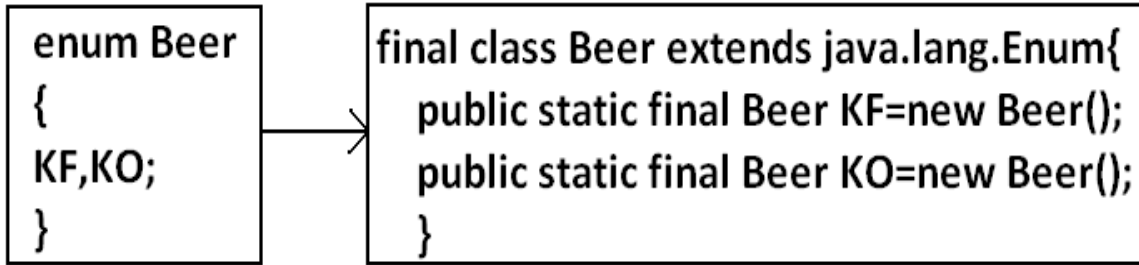 enum Beer
{
KF,KO;
}
final class Beer extends java.lang.Enum{
public static final Beer KF=new Beer();
public static final Beer KO=new Beer();
}